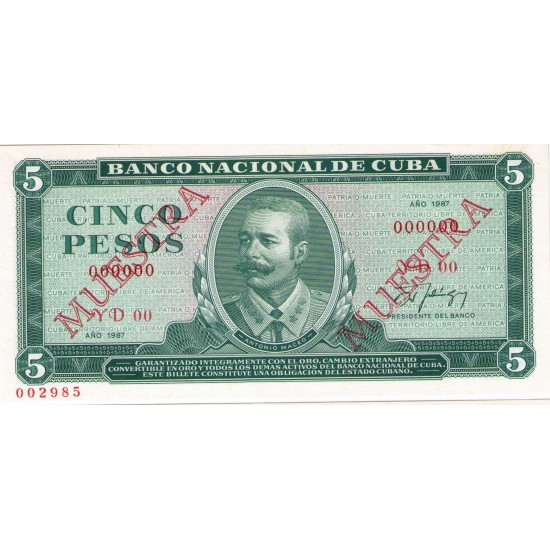 5 BANCO NACIONAL DE CUBA 5
PATRIA O MUERTE
CINCO
PESOS
AÑO 1987
000000
000000
CUBA TERRITORIO LIBRE DE AMERICA
MUESTRA
MUESTRA
YD 00
YD 00
AÑO 1987
PRESIDENTE DEL BANCO
ANTONIO MACEO
5 5
GARANTIZADO INTEGRAMENTE CON EL ORO, CAMBIO EXTRANJERO
CONVERTIBLE EN ORO Y TODOS LOS DEMAS ACTIVOS DEL BANCO NACIONAL DE CUBA.
ESTE BILLETE CONSTITUYE UNA OBLIGACION DEL ESTADO CUBANO.
002985